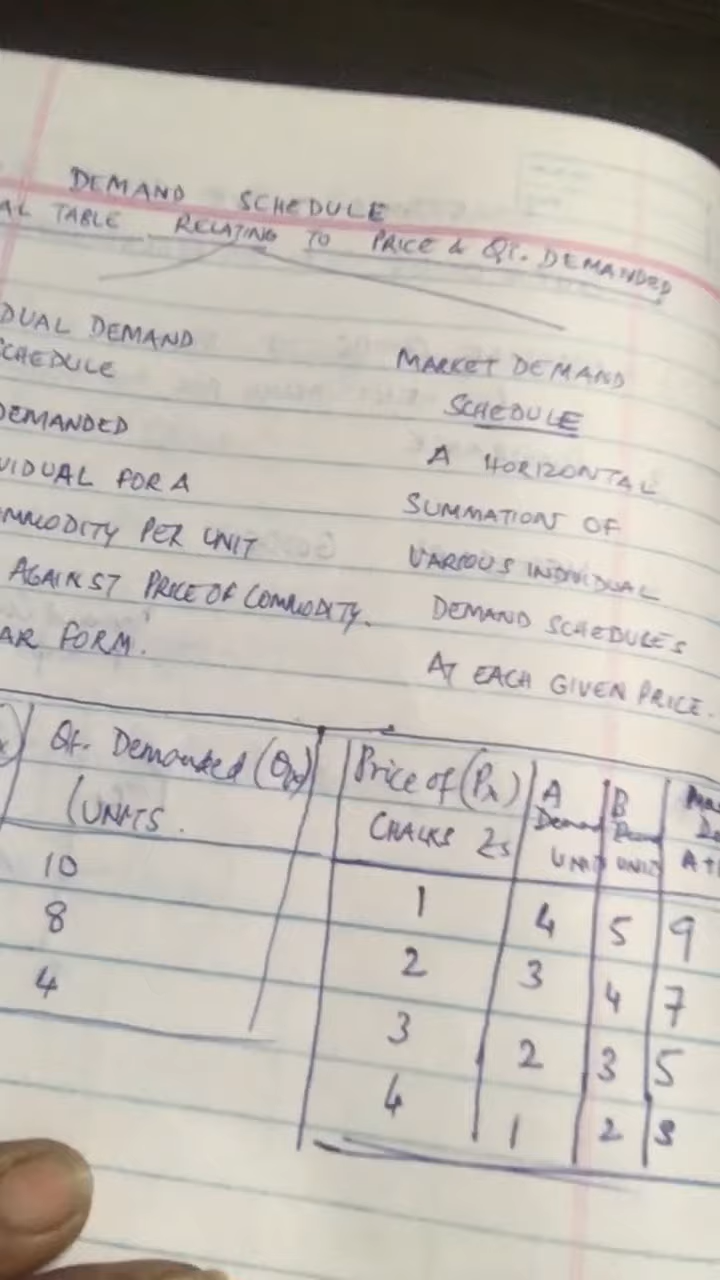 DEMAND SCHEDULE
AL TABLE RELATING TO PRICE & QT. DEMANDED
DUAL DEMAND
CHEDULE
DEMANDED
VIDUAL FOR A
MMODITY PER UNIT
AGAINST PRICE OF COMMODITY.
AR FORM.
MARKET DEMAND
SCHEDULE
A HORIZONTAL
SUMMATION OF
VARIOUS INDIVIDUAL
DEMAND SCHEDULES
AT EACH GIVEN PRICE.
Qt. Demanded (Qd)
(UNITS.
10
8
4
Price of (Px) A B Ma
CHALKS Demand De
UNIT UNIT A+
1 4 5 9
2 3 4 7
3 2 3 5
4 1 2 3